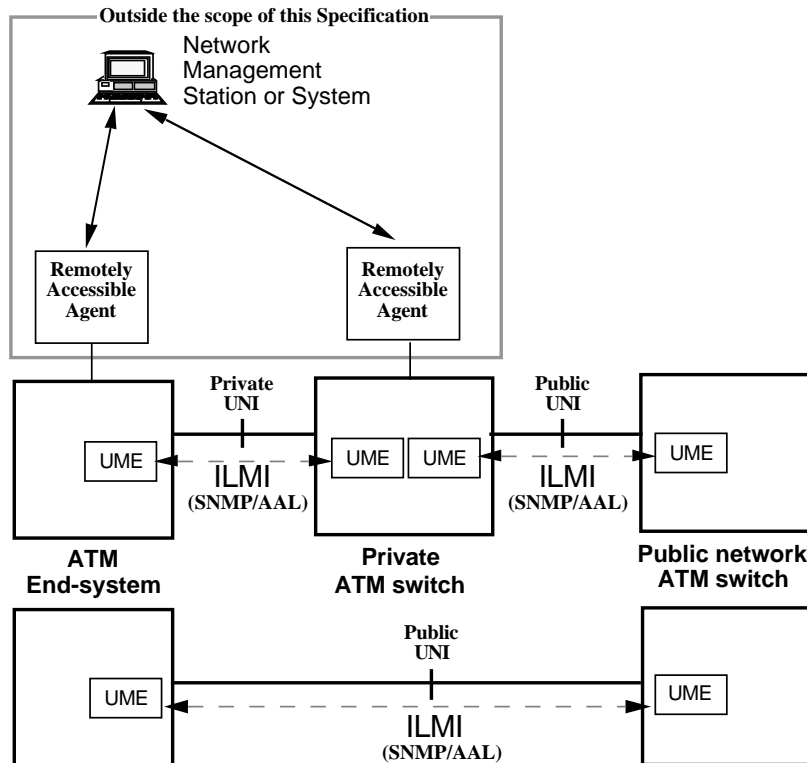 Outside the scope of this Specification
Network
Management
Station or System
Remotely
Accessible
Agent
Remotely
Accessible
Agent
Private
UNI
Public
UNI
UME
UME
UME
UME
ILMI
(SNMP/AAL)
ILMI
(SNMP/AAL)
ATM
End-system
Private
ATM switch
Public network
ATM switch
Public
UNI
UME
UME
ILMI
(SNMP/AAL)